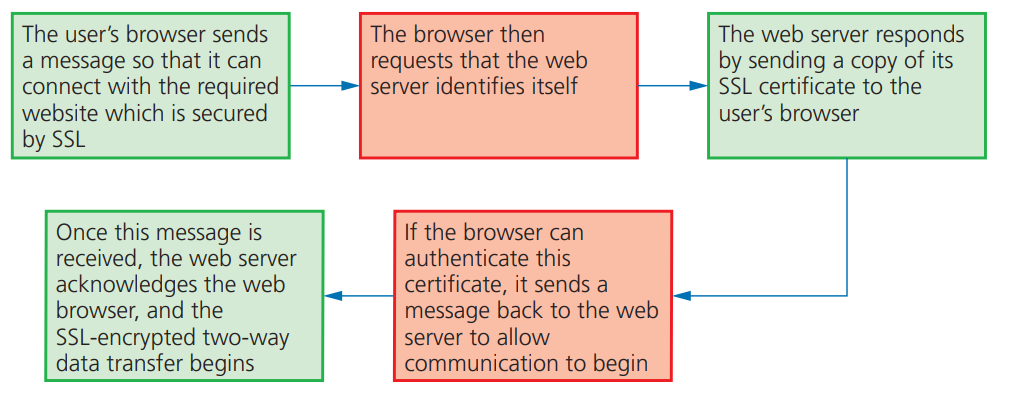 The user's browser sends
a message so that it can
connect with the required
website which is secured
by SSL
The browser then
requests that the web
server identifies itself
The web server responds
by sending a copy of its
SSL certificate to the
user's browser
If the browser can
authenticate this
certificate, it sends a
message back to the web
server to allow
communication to begin
Once this message is
received, the web server
acknowledges the web
browser, and the
SSL-encrypted two-way
data transfer begins